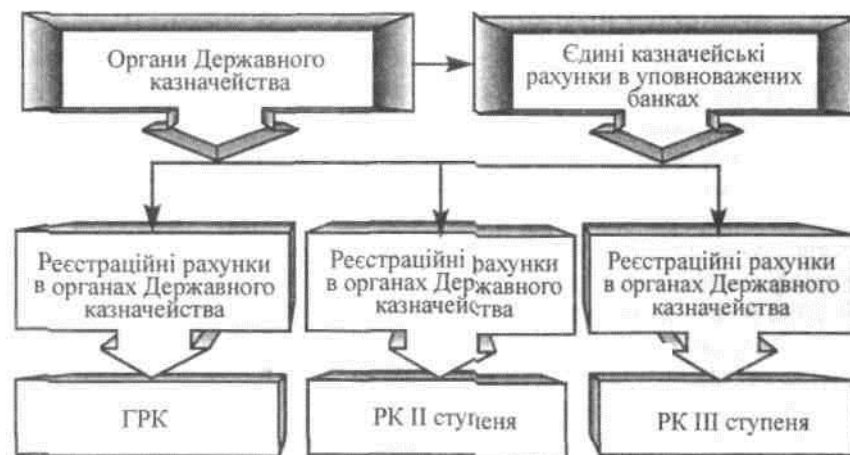 Органи Державного
казначейства
Єдині казначейські
рахунки в уповноважених
банках
Реєстраційні рахунки
в органах Державного
казначейства
Реєстраційні рахунки
в органах Державного
казначейства
Реєстраційні рахунки
в органах Державного
казначейства
ГРК
РК II ступеня
РК III ступеня